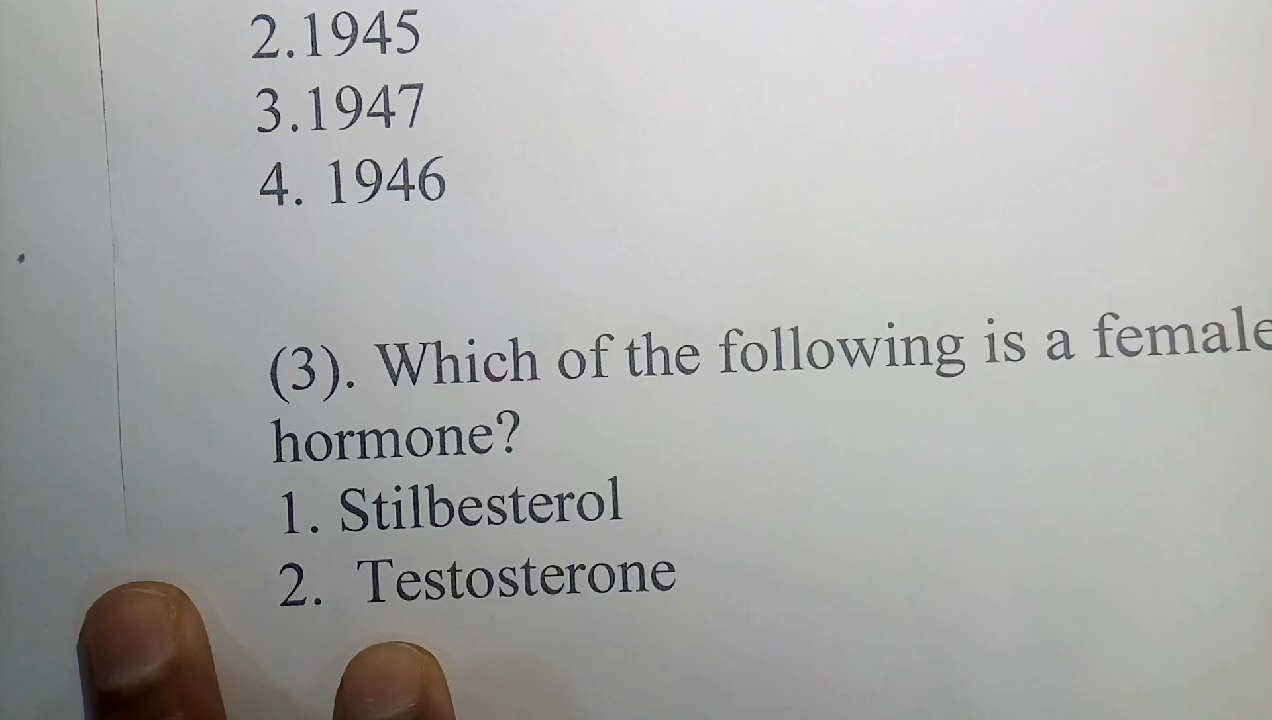 2.1945
3.1947
4. 1946
(3). Which of the following is a female
hormone?
1. Stilbesterol
2. Testosterone